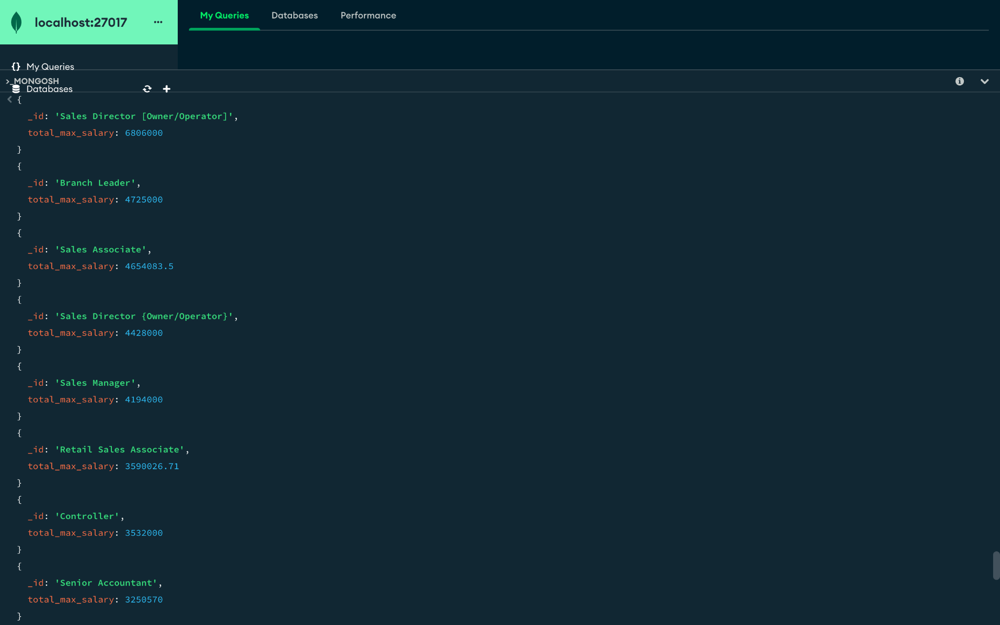 localhost:27017 ...
My Queries Databases Performance
{} My Queries
>_MONGOSH
Databases
{
_id: 'Sales Director [Owner/Operator]',
total_max_salary: 6806000
}
{
_id: 'Branch Leader',
total_max_salary: 4725000
}
{
_id: 'Sales Associate',
total_max_salary: 4654083.5
}
{
_id: 'Sales Director {Owner/Operator}',
total_max_salary: 4428000
}
{
_id: 'Sales Manager',
total_max_salary: 4194000
}
{
_id: 'Retail Sales Associate',
total_max_salary: 3590026.71
}
{
_id: 'Controller',
total_max_salary: 3532000
}
{
_id: 'Senior Accountant',
total_max_salary: 3250570
}